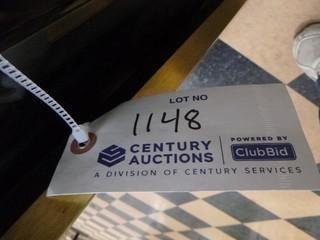 LOT NO
1148
CENTURY AUCTIONS
POWERED BY
ClubBid
A DIVISION OF CENTURY SERVICES